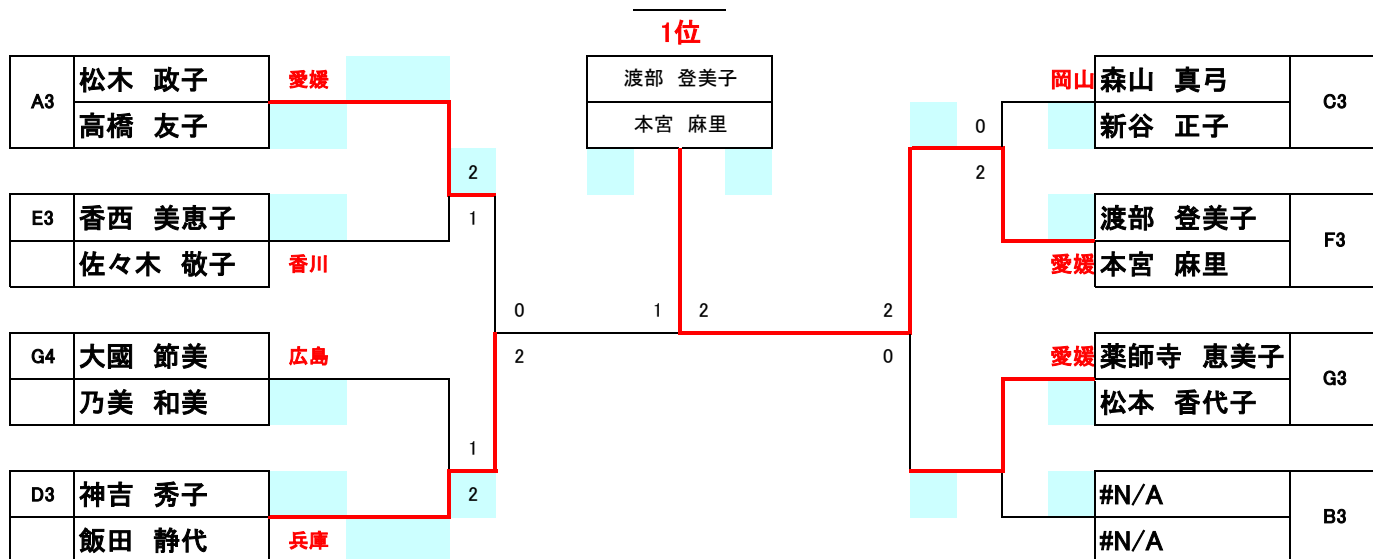 1位
渡部 登美子
本宮 麻里
A3
松木 政子
愛媛
高橋 友子
2
1
E3
香西 美恵子
佐々木 敬子
香川
0
2
G4
大國 節美
広島
乃美 和美
1
2
D3
神吉 秀子
飯田 静代
兵庫
1
2
岡山
森山 真弓
C3
新谷 正子
0
2
渡部 登美子
F3
愛媛
本宮 麻里
2
0
愛媛
薬師寺 恵美子
G3
松本 香代子
#N/A
B3
#N/A